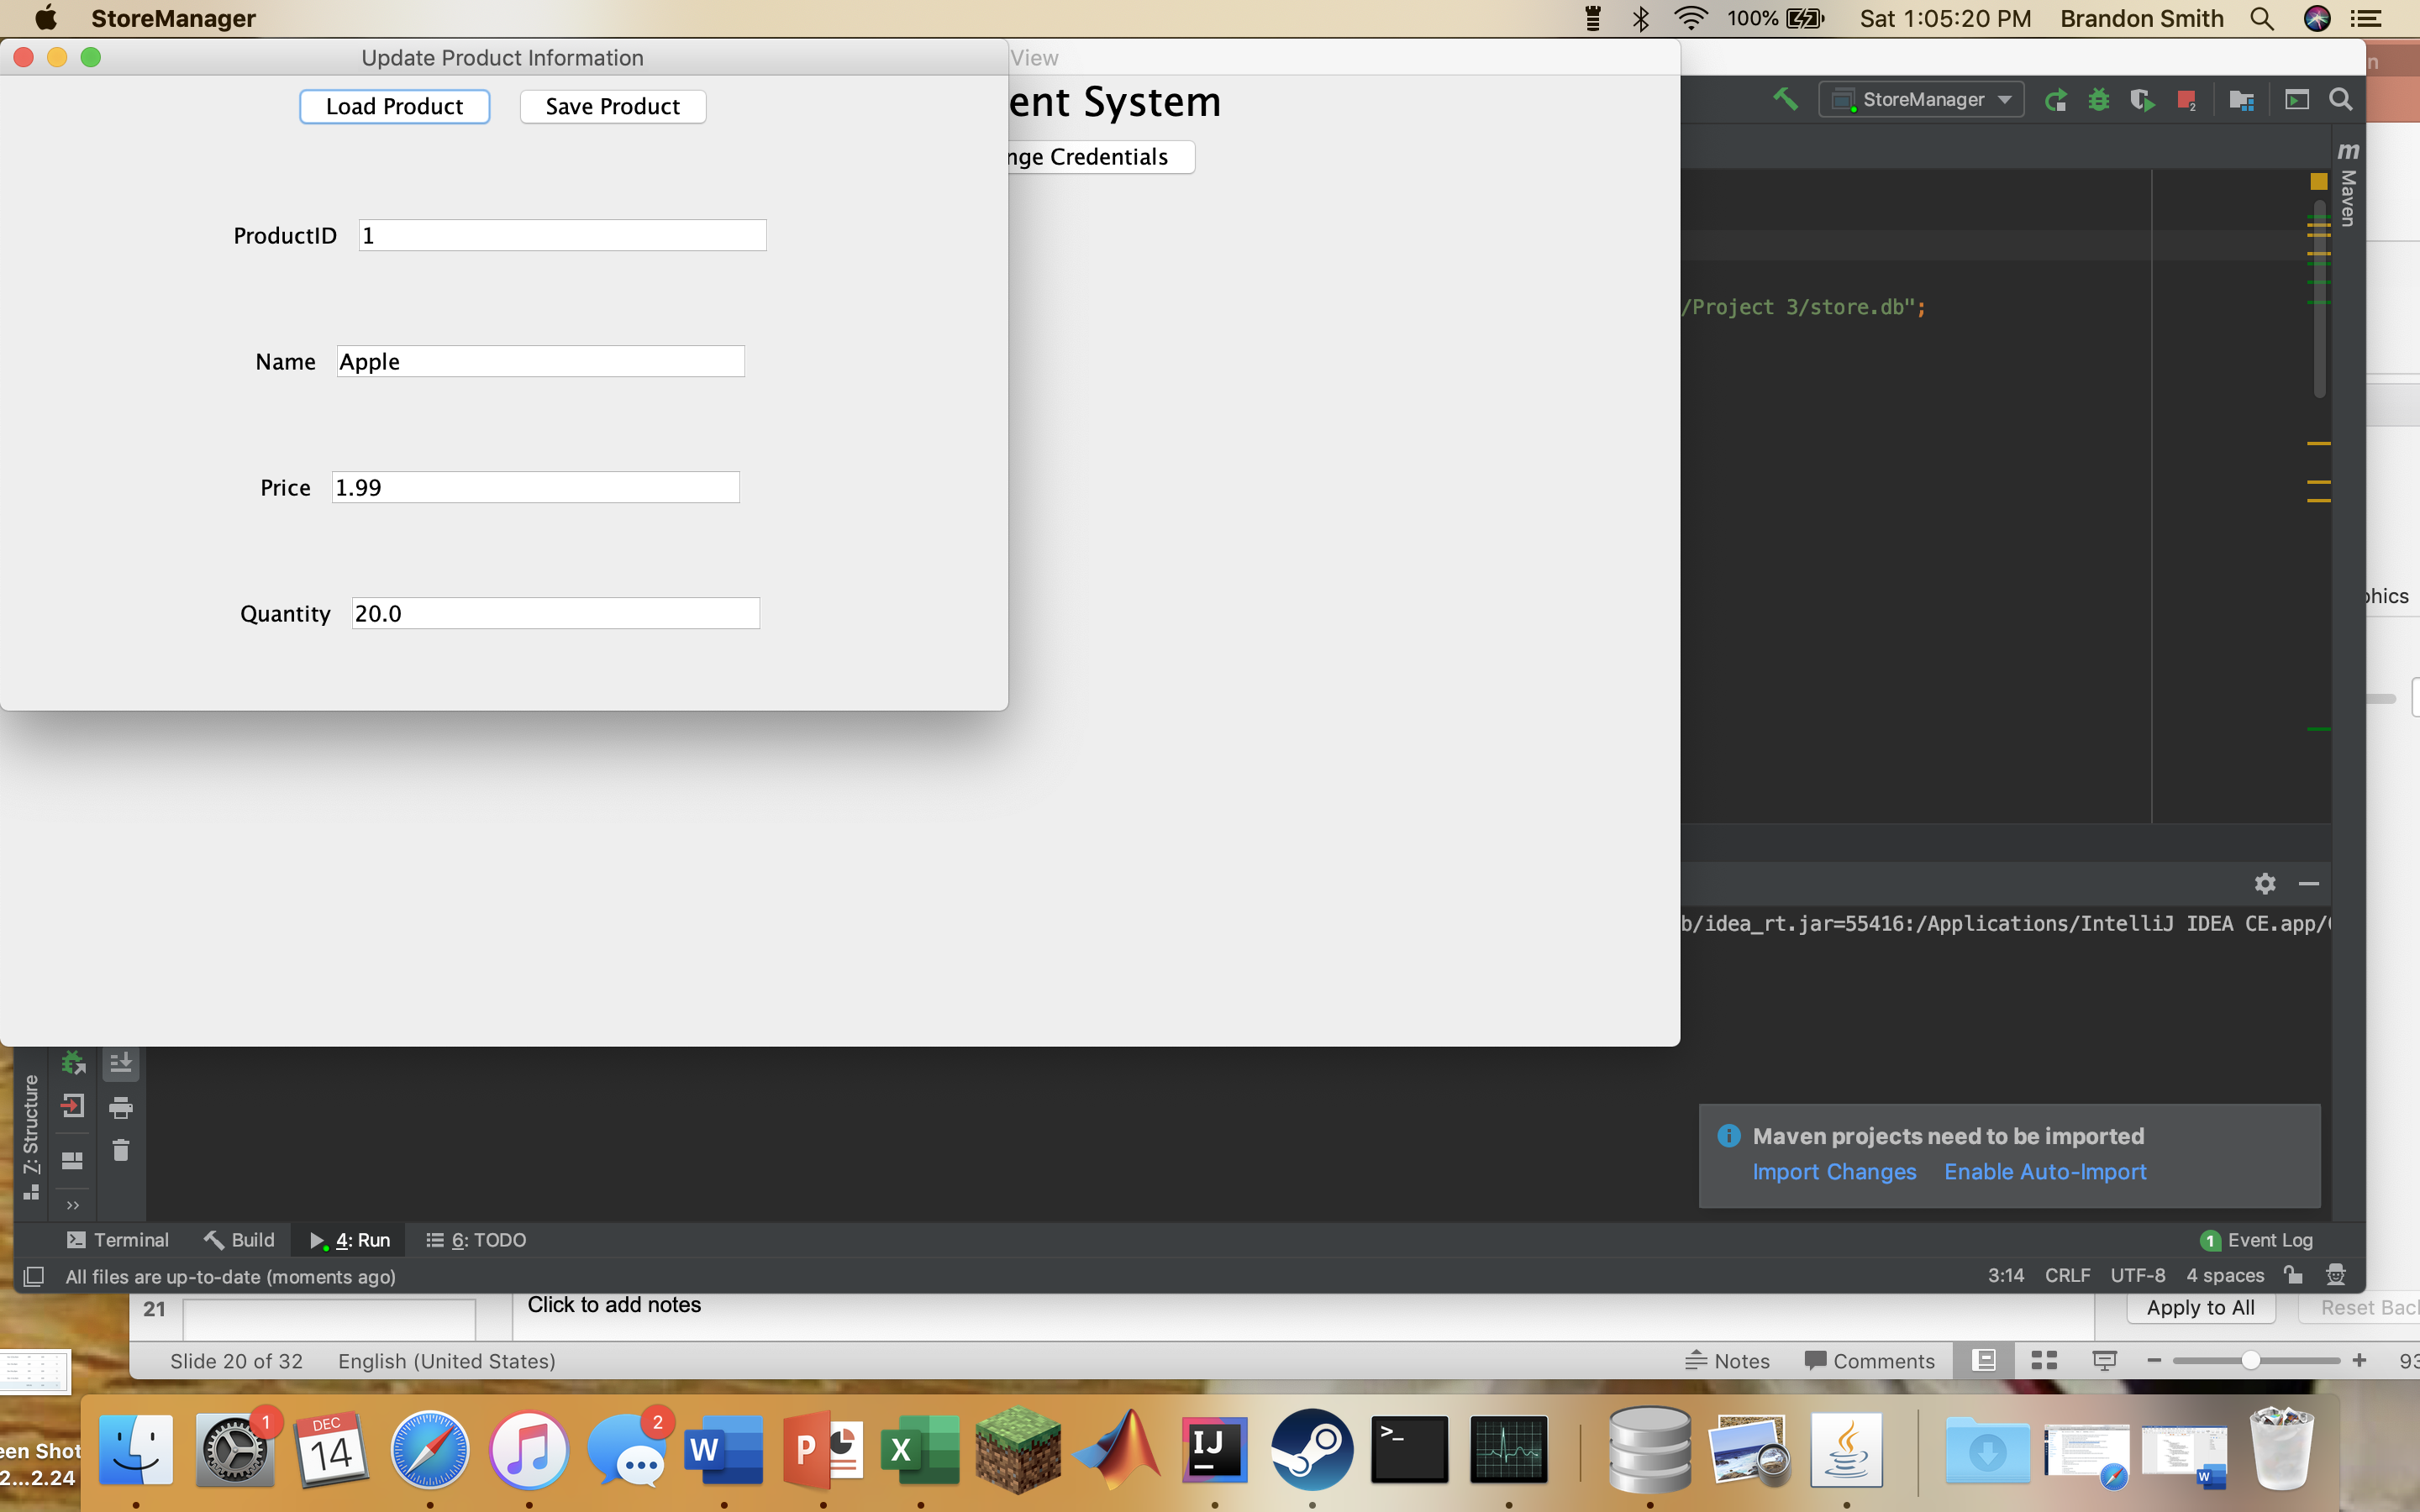 StoreManager
100%
Sat 1:05:20 PM
Brandon Smith
Update Product Information
View
Load Product
Save Product
ent System
nge Credentials
StoreManager
2
n
m
Maven
ProductID
1
/Project 3/store.db";
Name
Apple
Price
1.99
phics
Quantity
20.0
b/idea_rt.jar=55416:/Applications/IntelliJ IDEA CE.app/
Z: Structure
Maven projects need to be imported
Import Changes
Enable Auto-Import
>>
Terminal
Build
4: Run
6: TODO
1
Event Log
All files are up-to-date (moments ago)
3:14
CRLF
UTF-8
4 spaces
21
Click to add notes
Apply to All
Reset Bac
Slide 20 of 32
English (United States)
Notes
Comments
93
een Shot
2...2.24
1
DEC
14
2
W
P
X
IJ
>_
W